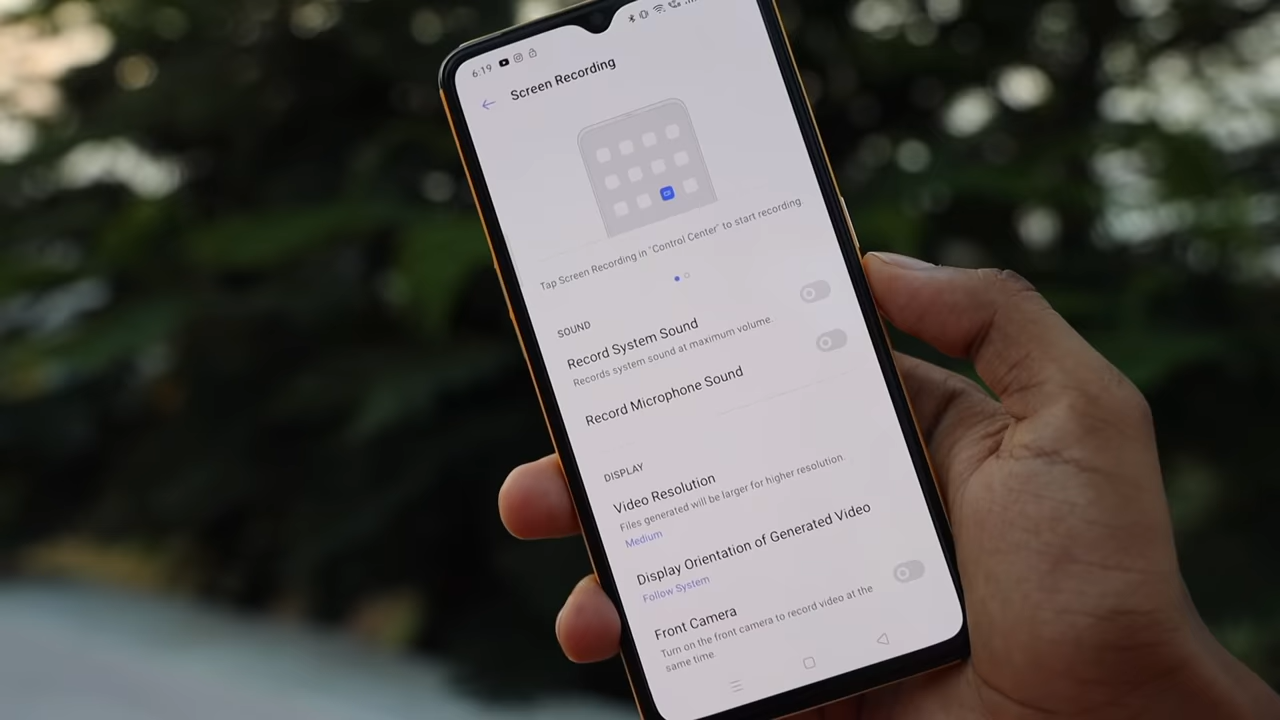 6:19
Screen Recording
Tap Screen Recording in "Control Center" to start recording.
SOUND
Record System Sound
Records system sound at maximum volume.
Record Microphone Sound
DISPLAY
Video Resolution
Files generated will be larger for higher resolution.
Medium
Display Orientation of Generated Video
Follow System
Front Camera
Turn on the front camera to record video at the
same time.